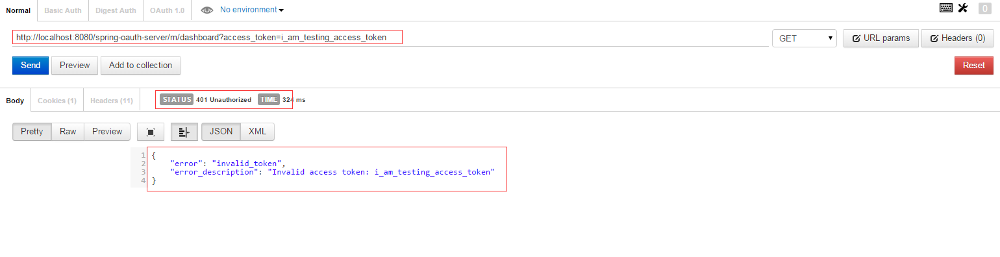 Normal Basic Auth Digest Auth OAuth 1.0 No environment 0
http://localhost:8080/spring-oauth-server/m/dashboard?access_token=i_am_testing_access_token GET URL params Headers (0)
Send Preview Add to collection Reset
Body Cookies (1) Headers (11) STATUS 401 Unauthorized TIME 324 ms
Pretty Raw Preview JSON XML
1 {
2 "error": "invalid_token",
3 "error_description": "Invalid access token: i_am_testing_access_token"
4 }